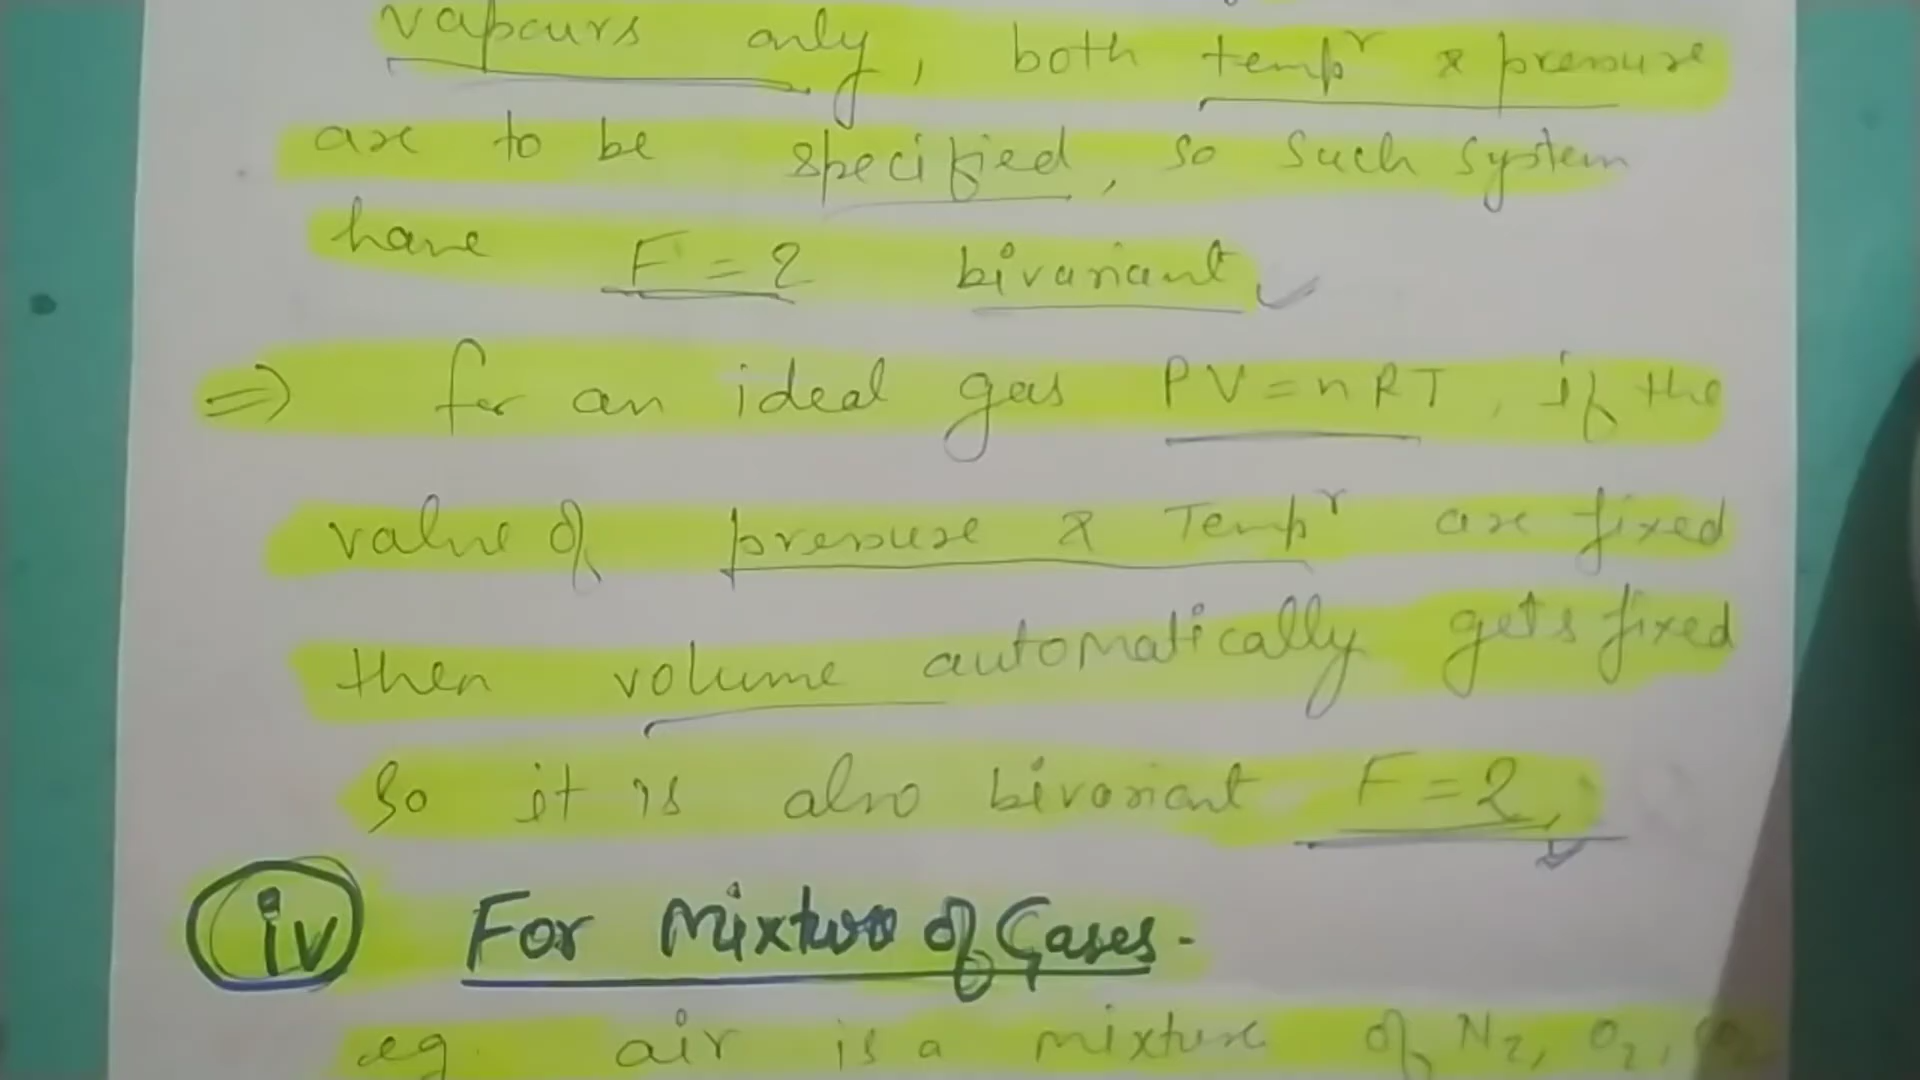 vapours only, both tempʳ & pressure
are to be specified, so such system
have F = 2 bivariant
⇒ for an ideal gas PV = nRT, if the
value of pressure & Tempʳ are fixed
then volume automatically gets fixed
So it is also bivariant F = 2,
(iv) For Mixture of Gases.
eg. air is a mixture of N₂, O₂,